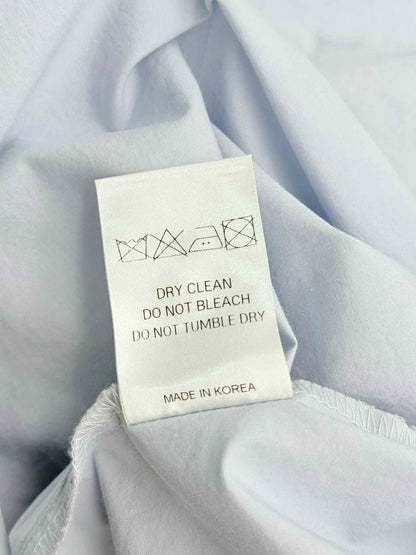 DRY CLEAN
DO NOT BLEACH
DO NOT TUMBLE DRY
MADE IN KOREA